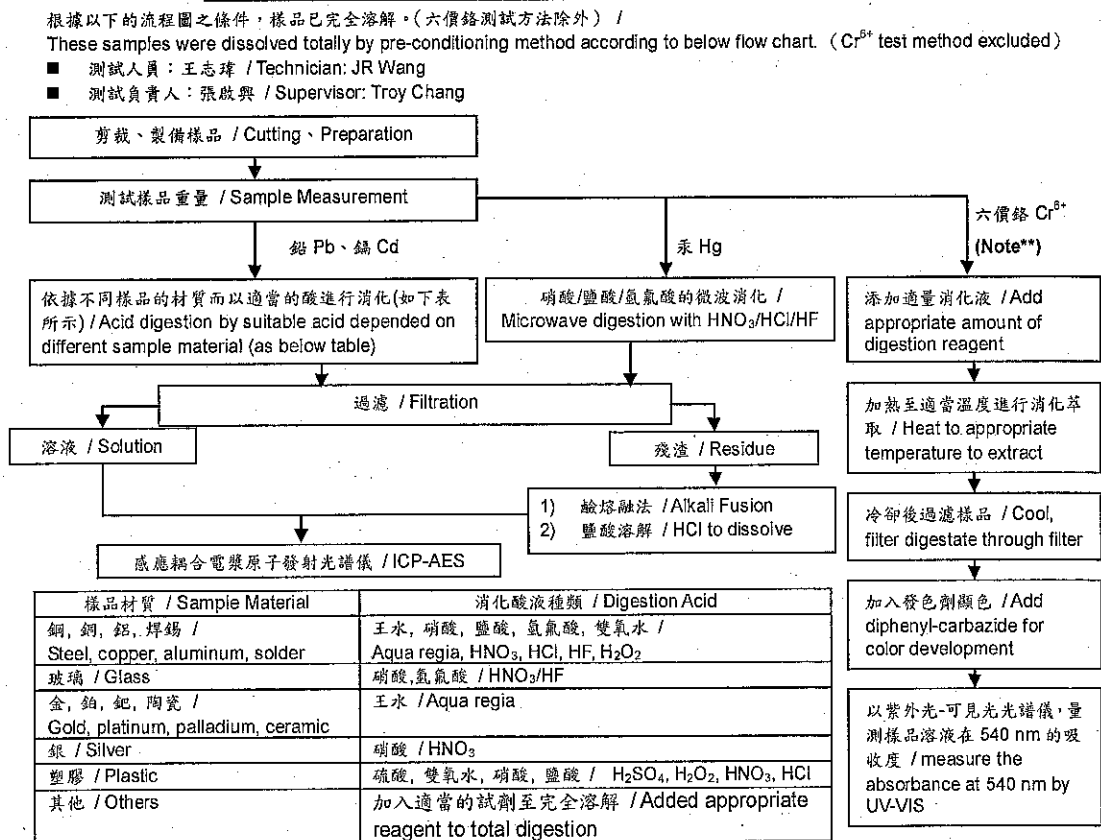 根據以下的流程圖之條件，樣品已完全溶解。(六價鉻測試方法除外) /
These samples were dissolved totally by pre-conditioning method according to below flow chart. (Cr⁶⁺ test method excluded)
■ 測試人員：王志瑋 / Technician: JR Wang
■ 測試負責人：張啟興 / Supervisor: Troy Chang
剪裁、製備樣品 / Cutting、Preparation
測試樣品重量 / Sample Measurement
鉛 Pb、鎘 Cd
汞 Hg
六價鉻 Cr⁶⁺
(Note**)
依據不同樣品的材質而以適當的酸進行消化(如下表
所示) / Acid digestion by suitable acid depended on
different sample material (as below table)
硝酸/鹽酸/氫氟酸的微波消化 /
Microwave digestion with HNO₃/HCl/HF
添加適量消化液 / Add
appropriate amount of
digestion reagent
過濾 / Filtration
加熱至適當溫度進行消化萃
取 / Heat to appropriate
temperature to extract
溶液 / Solution
殘渣 / Residue
1) 鹼熔融法 / Alkali Fusion
2) 鹽酸溶解 / HCl to dissolve
冷卻後過濾樣品 / Cool,
filter digestate through filter
感應耦合電漿原子發射光譜儀 / ICP-AES
加入發色劑顯色 / Add
diphenyl-carbazide for
color development
以紫外光-可見光光譜儀，量
測樣品溶液在 540 nm 的吸
收度 / measure the
absorbance at 540 nm by
UV-VIS
樣品材質 / Sample Material
消化酸液種類 / Digestion Acid
鋼, 銅, 鋁, 焊錫 /
Steel, copper, aluminum, solder
王水, 硝酸, 鹽酸, 氫氟酸, 雙氧水 /
Aqua regia, HNO₃, HCl, HF, H₂O₂
玻璃 / Glass
硝酸,氫氟酸 / HNO₃/HF
金, 鉑, 鈀, 陶瓷 /
Gold, platinum, palladium, ceramic
王水 / Aqua regia
銀 / Silver
硝酸 / HNO₃
塑膠 / Plastic
硫酸, 雙氧水, 硝酸, 鹽酸 / H₂SO₄, H₂O₂, HNO₃, HCl
其他 / Others
加入適當的試劑至完全溶解 / Added appropriate
reagent to total digestion